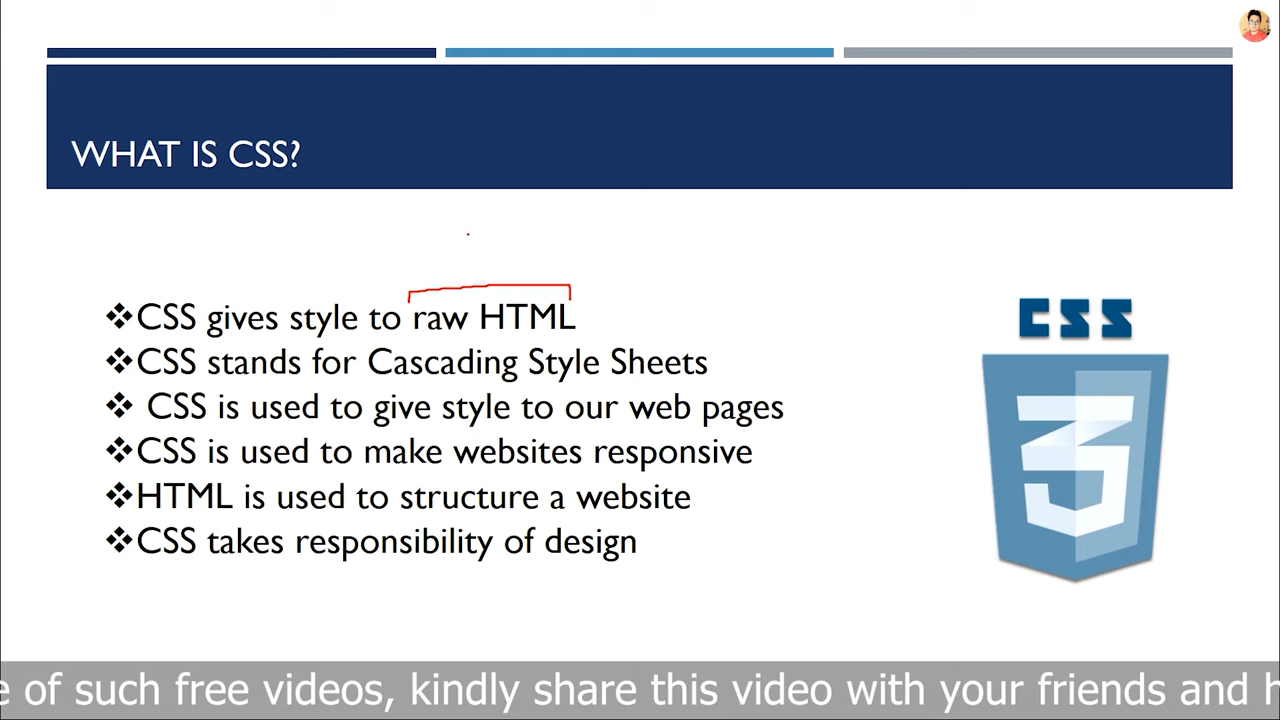 WHAT IS CSS?
❖CSS gives style to raw HTML
❖CSS stands for Cascading Style Sheets
❖ CSS is used to give style to our web pages
❖CSS is used to make websites responsive
❖HTML is used to structure a website
❖CSS takes responsibility of design
CSS
3
e of such free videos, kindly share this video with your friends and h